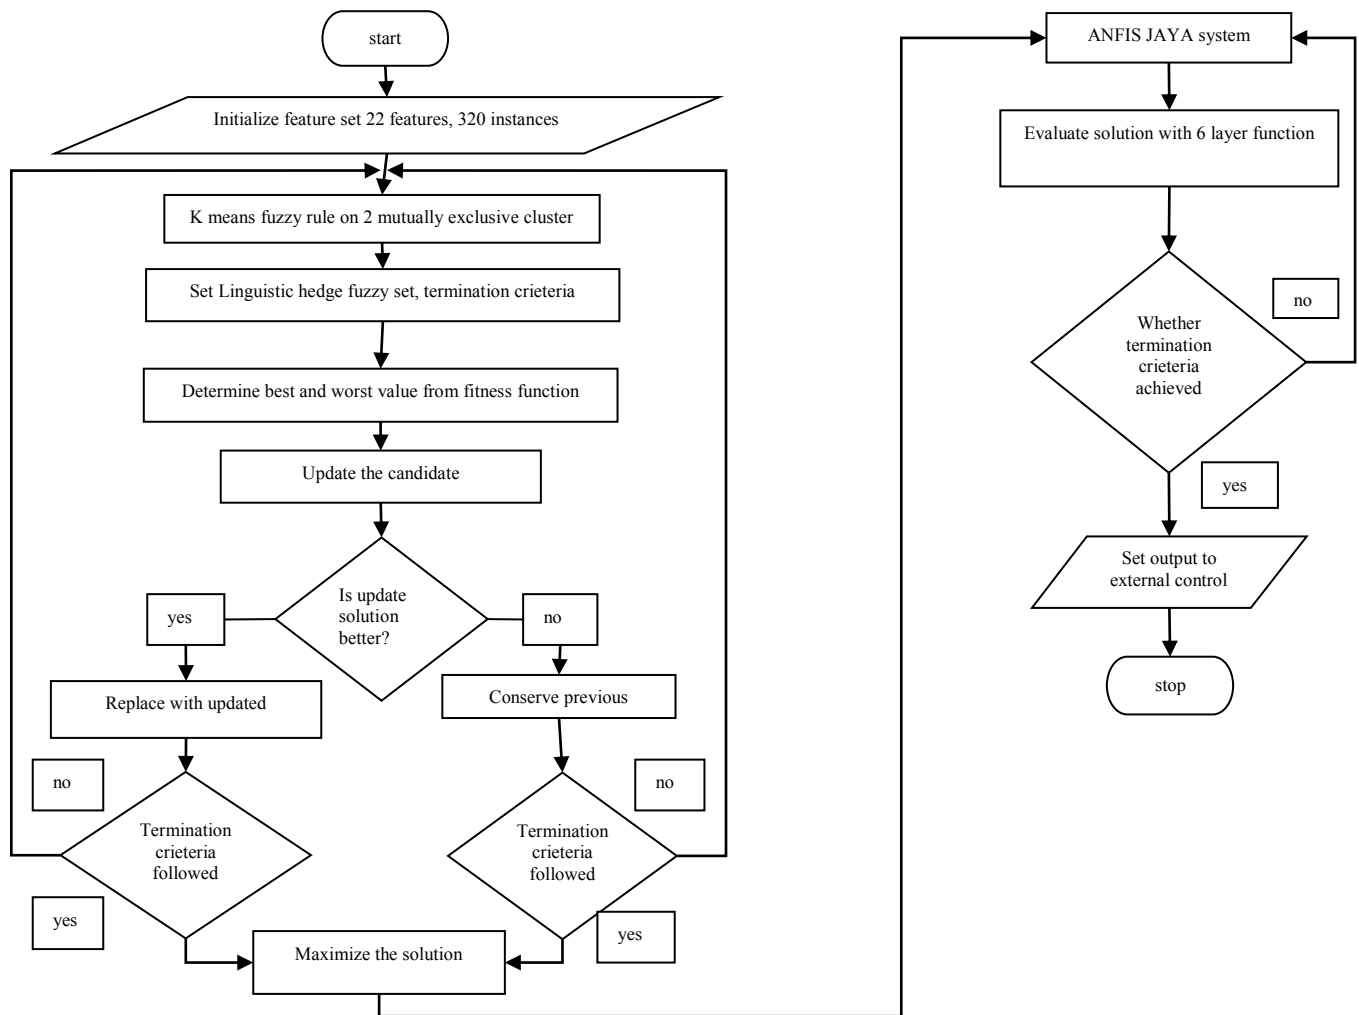 start
Initialize feature set 22 features, 320 instances
K means fuzzy rule on 2 mutually exclusive cluster
Set Linguistic hedge fuzzy set, termination crieteria
Determine best and worst value from fitness function
Update the candidate
Is update
solution
better?
yes
no
Replace with updated
Conserve previous
no
no
Termination
crieteria
followed
Termination
crieteria
followed
yes
yes
Maximize the solution
ANFIS JAYA system
Evaluate solution with 6 layer function
no
Whether
termination
crieteria
achieved
yes
Set output to
external control
stop